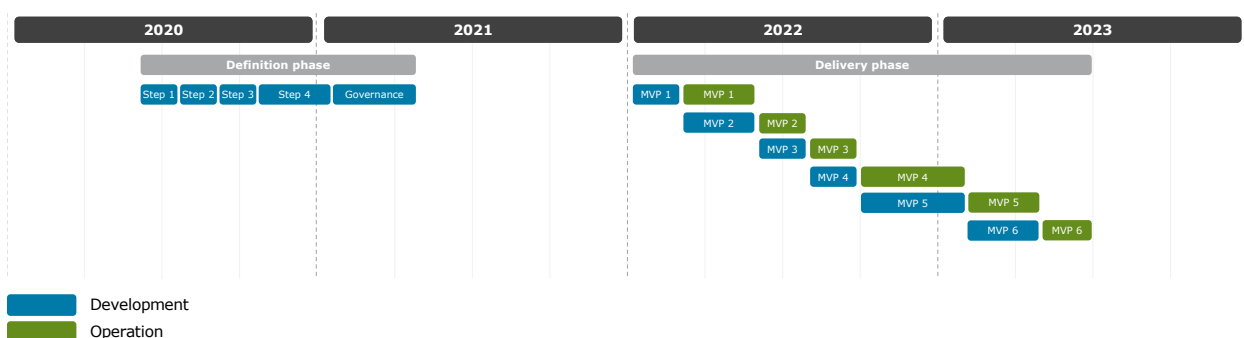 2020 2021 2022 2023
Definition phase Delivery phase
Step 1 Step 2 Step 3 Step 4 Governance MVP 1 MVP 1
MVP 2 MVP 2
MVP 3 MVP 3
MVP 4 MVP 4
MVP 5 MVP 5
MVP 6 MVP 6
Development
Operation